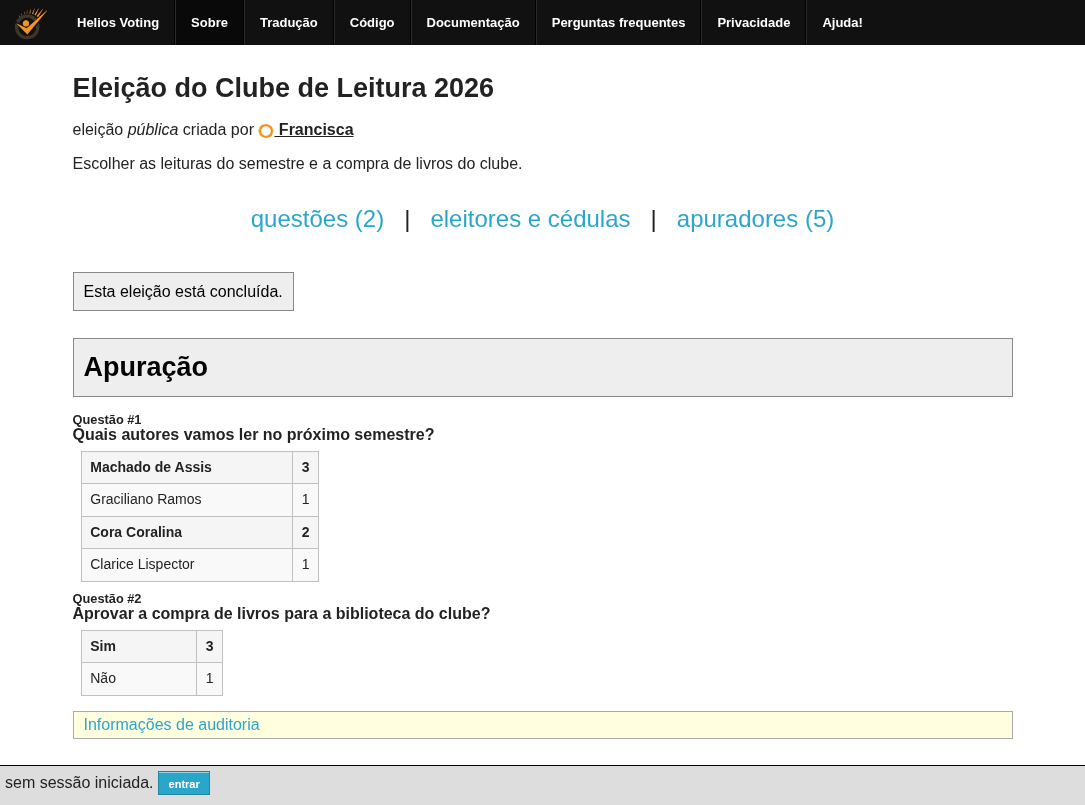 Helios Voting Sobre Tradução Código Documentação Perguntas frequentes Privacidade Ajuda!
Eleição do Clube de Leitura 2026
eleição pública criada por Francisca
Escolher as leituras do semestre e a compra de livros do clube.
questões (2) | eleitores e cédulas | apuradores (5)
Esta eleição está concluída.
Apuração
Questão #1
Quais autores vamos ler no próximo semestre?
Machado de Assis 3
Graciliano Ramos 1
Cora Coralina 2
Clarice Lispector 1
Questão #2
Aprovar a compra de livros para a biblioteca do clube?
Sim 3
Não 1
Informações de auditoria
sem sessão iniciada. entrar